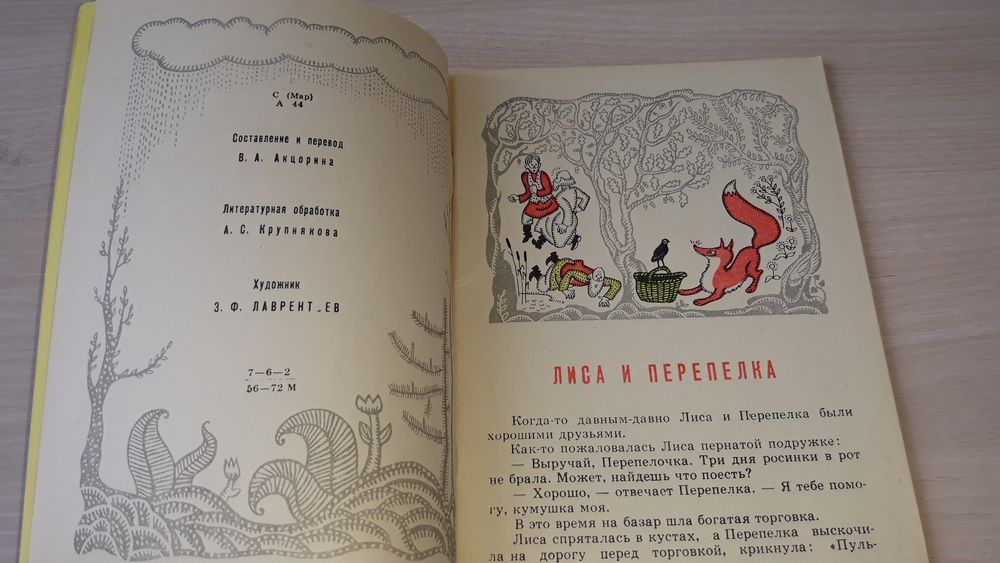 С (Мар)
А 44
Составление и перевод
В. А. Акцорина
Литературная обработка
А. С. Крупнякова
Художник
З. Ф. ЛАВРЕНТ ЕВ
7—6—2
56—72 М
ЛИСА И ПЕРЕПЕЛКА
Когда-то давным-давно Лиса и Перепелка были
хорошими друзьями.
Как-то пожаловалась Лиса пернатой подружке:
— Выручай, Перепелочка. Три дня росинки в рот
не брала. Может, найдешь что поесть?
— Хорошо, — отвечает Перепелка. — Я тебе помо-
гу, кумушка моя.
В это время на базар шла богатая торговка.
Лиса спряталась в кустах, а Перепелка выскочи-
ла на дорогу перед торговкой, крикнула: «Пуль-